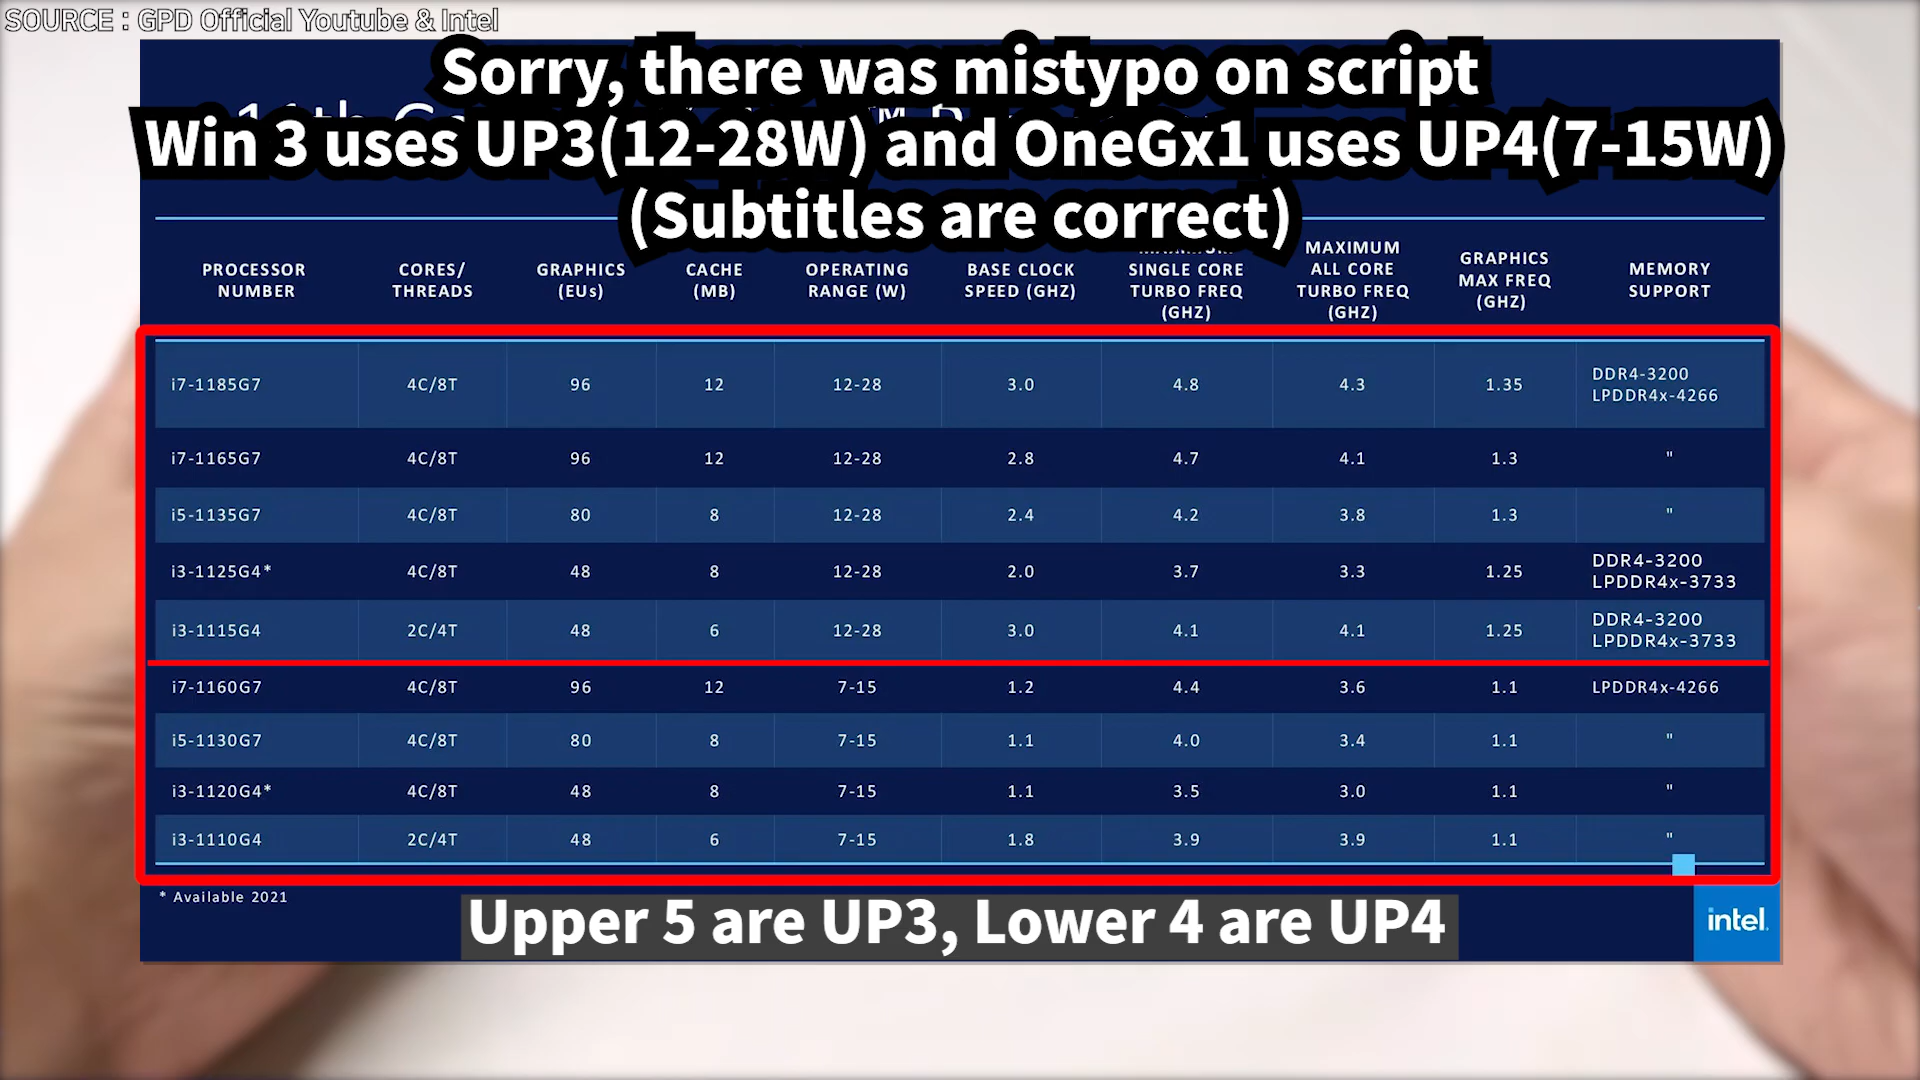 SOURCE : GPD Official Youtube & Intel
Sorry, there was mistypo on script
Win 3 uses UP3(12-28W) and OneGx1 uses UP4(7-15W)
(Subtitles are correct)
PROCESSOR NUMBER
CORES/ THREADS
GRAPHICS (EUs)
CACHE (MB)
OPERATING RANGE (W)
BASE CLOCK SPEED (GHZ)
SINGLE CORE TURBO FREQ (GHZ)
MAXIMUM ALL CORE TURBO FREQ (GHZ)
GRAPHICS MAX FREQ (GHZ)
MEMORY SUPPORT
i7-1185G7 4C/8T 96 12 12-28 3.0 4.8 4.3 1.35 DDR4-3200 LPDDR4x-4266
i7-1165G7 4C/8T 96 12 12-28 2.8 4.7 4.1 1.3 "
i5-1135G7 4C/8T 80 8 12-28 2.4 4.2 3.8 1.3 "
i3-1125G4* 4C/8T 48 8 12-28 2.0 3.7 3.3 1.25 DDR4-3200 LPDDR4x-3733
i3-1115G4 2C/4T 48 6 12-28 3.0 4.1 4.1 1.25 DDR4-3200 LPDDR4x-3733
i7-1160G7 4C/8T 96 12 7-15 1.2 4.4 3.6 1.1 LPDDR4x-4266
i5-1130G7 4C/8T 80 8 7-15 1.1 4.0 3.4 1.1 "
i3-1120G4* 4C/8T 48 8 7-15 1.1 3.5 3.0 1.1 "
i3-1110G4 2C/4T 48 6 7-15 1.8 3.9 3.9 1.1 "
* Available 2021
Upper 5 are UP3, Lower 4 are UP4
intel.